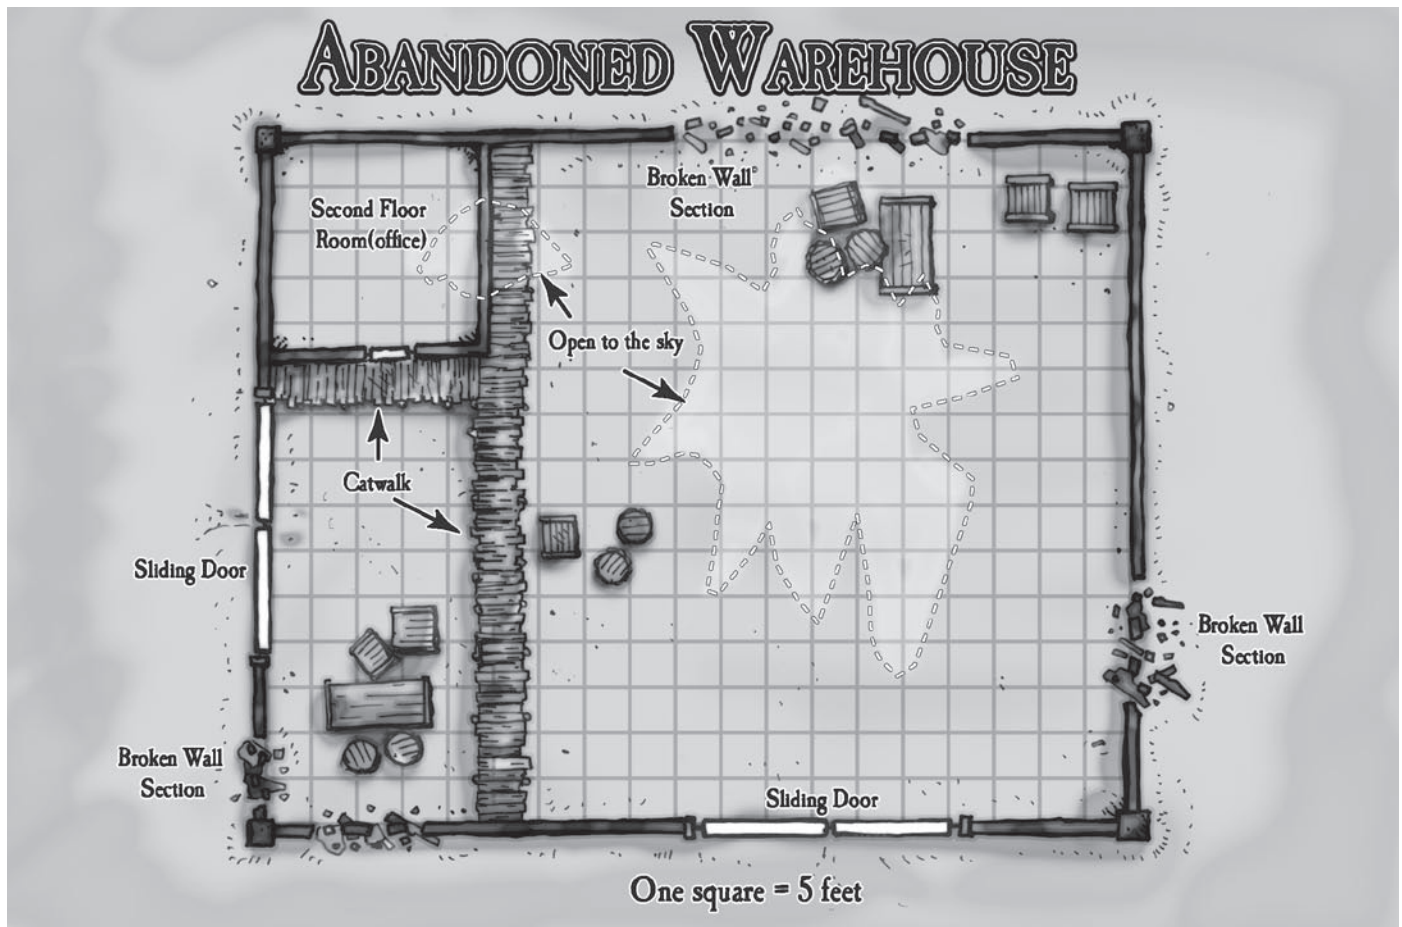 ABANDONED WAREHOUSE
Broken Wall
Section
Second Floor
Room(office)
Open to the sky
Catwalk
Sliding Door
Broken Wall
Section
Broken Wall
Section
Sliding Door
One square = 5 feet